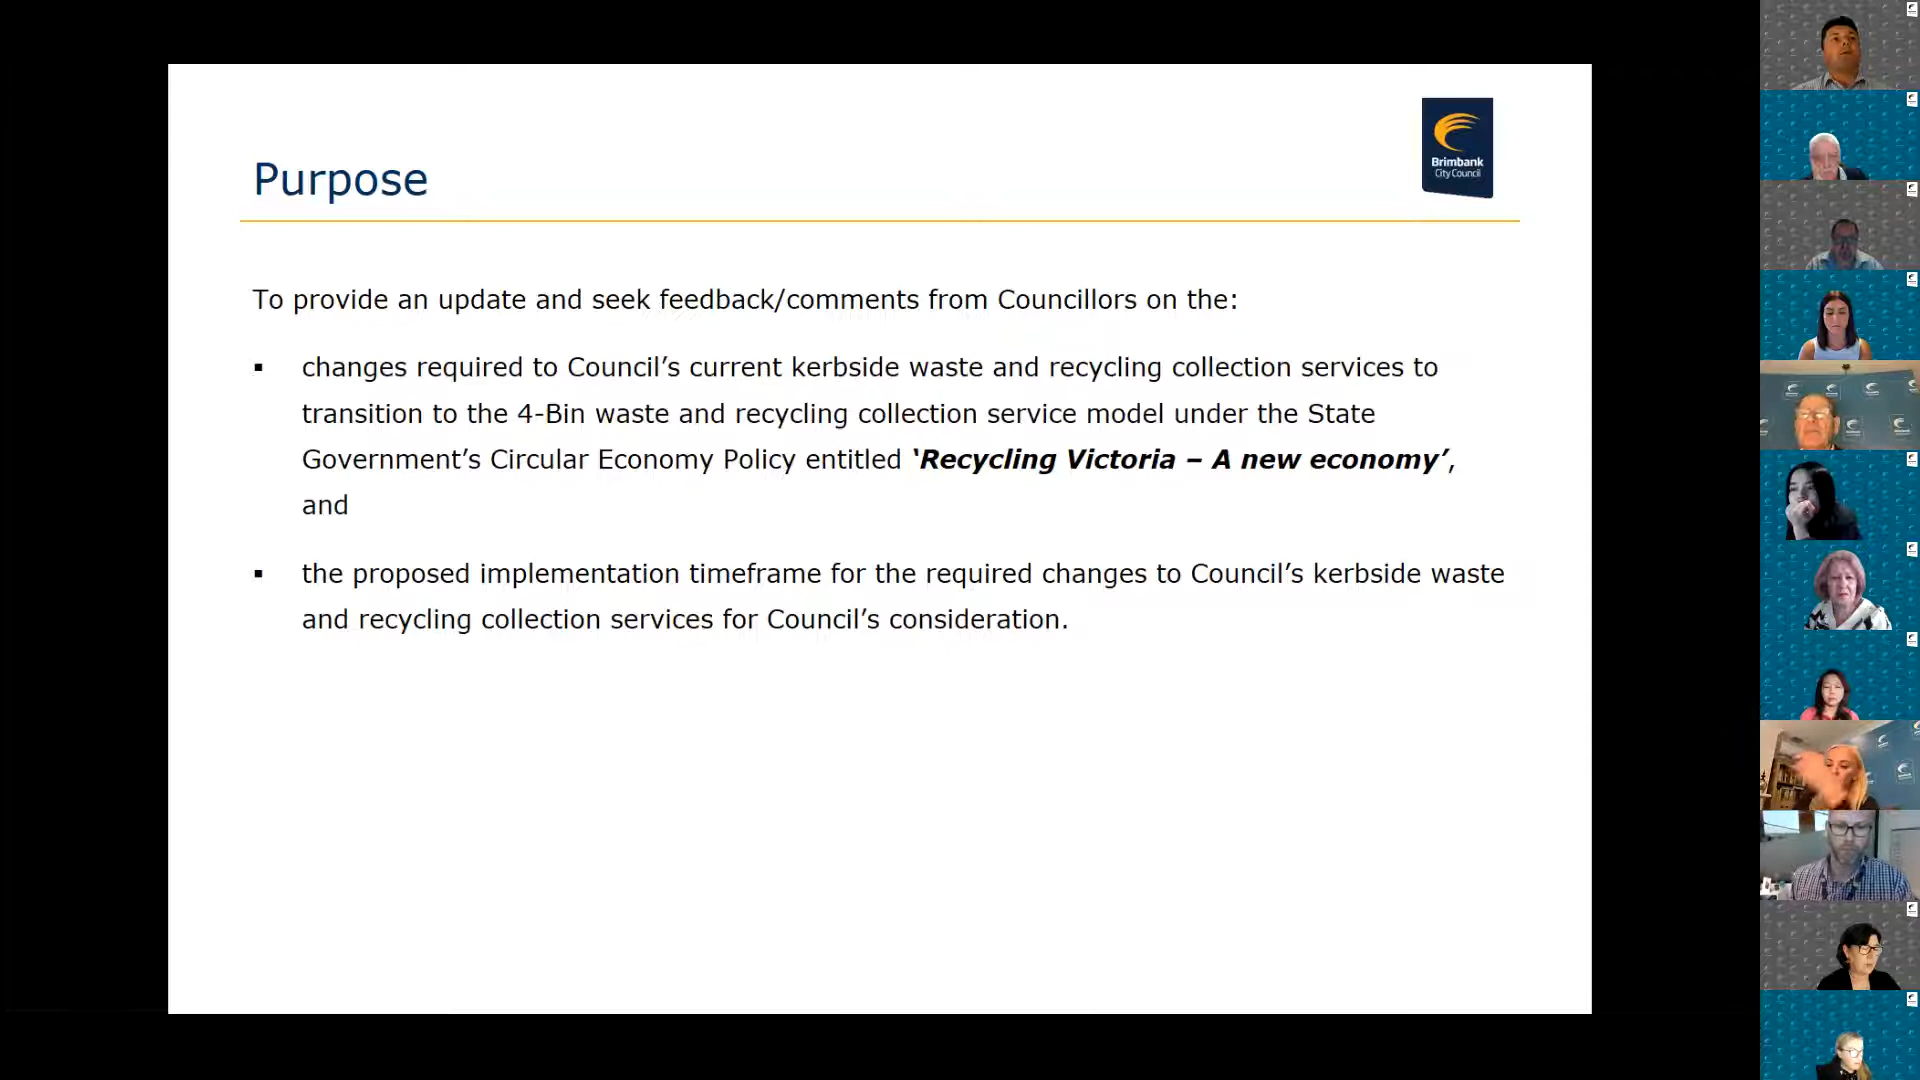 Purpose
Brimbank
City Council
To provide an update and seek feedback/comments from Councillors on the:
▪ changes required to Council’s current kerbside waste and recycling collection services to
transition to the 4-Bin waste and recycling collection service model under the State
Government’s Circular Economy Policy entitled ‘Recycling Victoria – A new economy’,
and
▪ the proposed implementation timeframe for the required changes to Council’s kerbside waste
and recycling collection services for Council’s consideration.